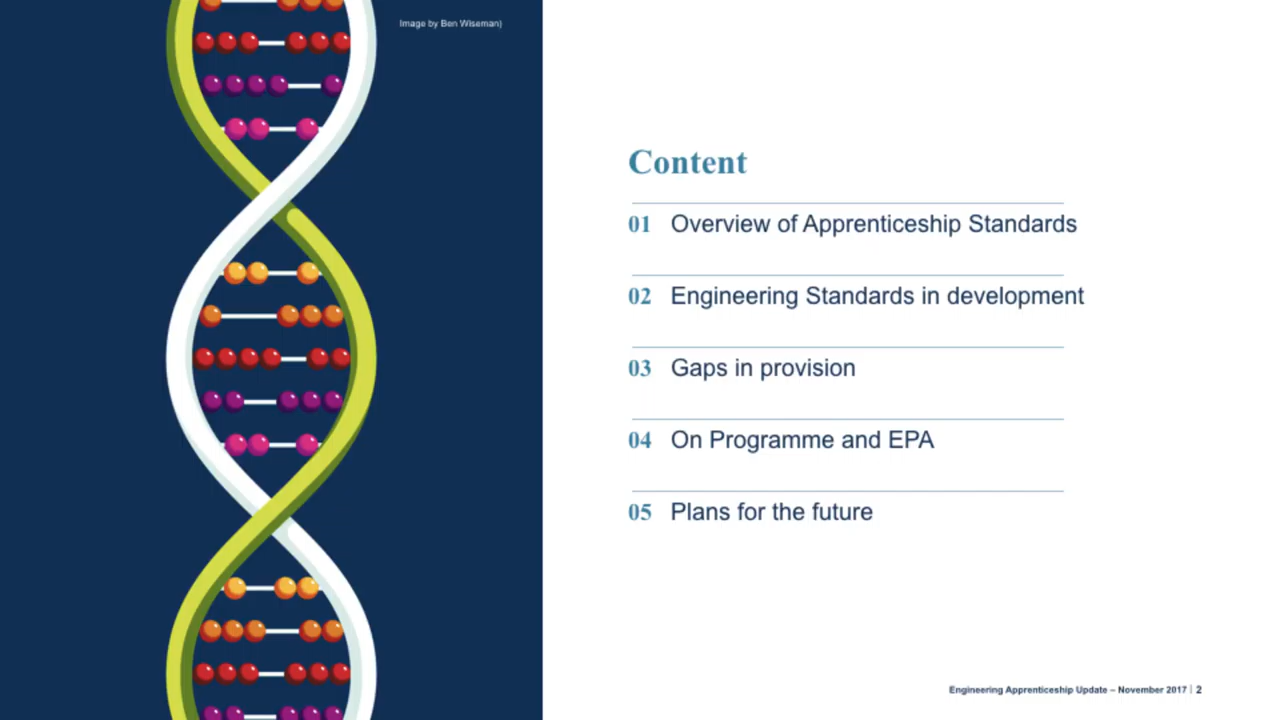 Image by Ben Wiseman)
Content
01 Overview of Apprenticeship Standards
02 Engineering Standards in development
03 Gaps in provision
04 On Programme and EPA
05 Plans for the future
Engineering Apprenticeship Update – November 2017 | 2